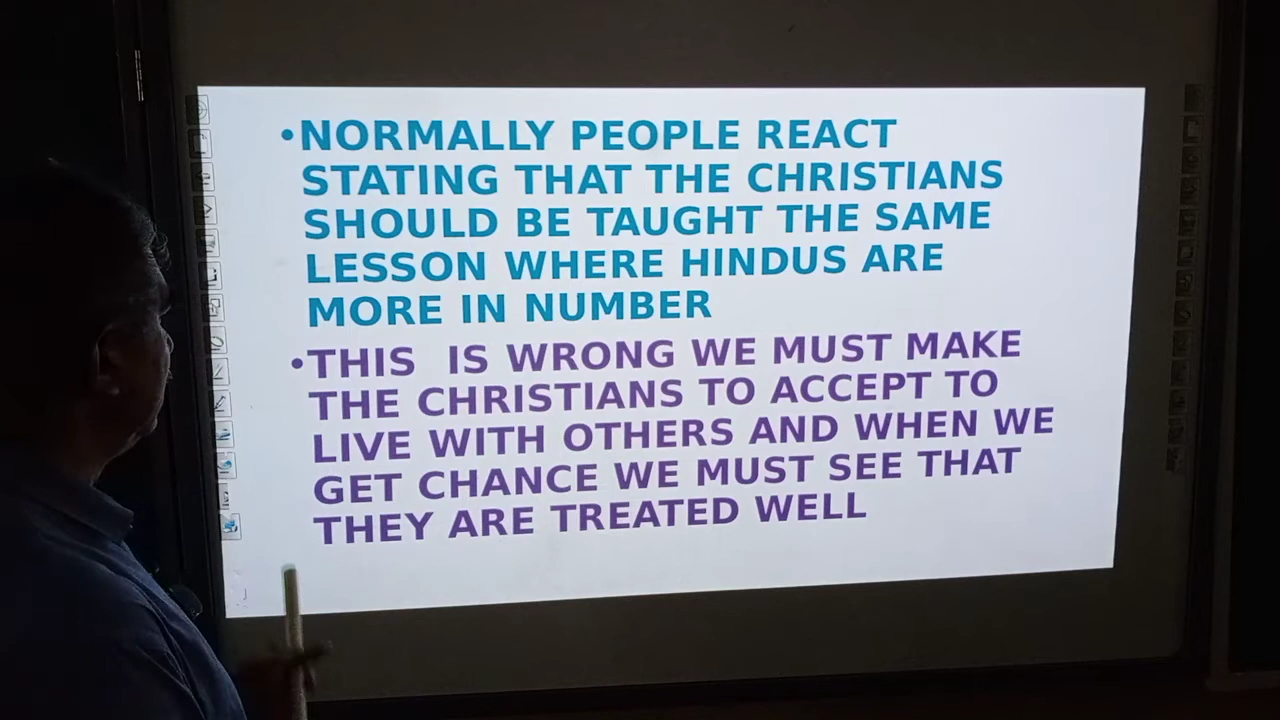 •NORMALLY PEOPLE REACT
STATING THAT THE CHRISTIANS
SHOULD BE TAUGHT THE SAME
LESSON WHERE HINDUS ARE
MORE IN NUMBER
•THIS IS WRONG WE MUST MAKE
THE CHRISTIANS TO ACCEPT TO
LIVE WITH OTHERS AND WHEN WE
GET CHANCE WE MUST SEE THAT
THEY ARE TREATED WELL